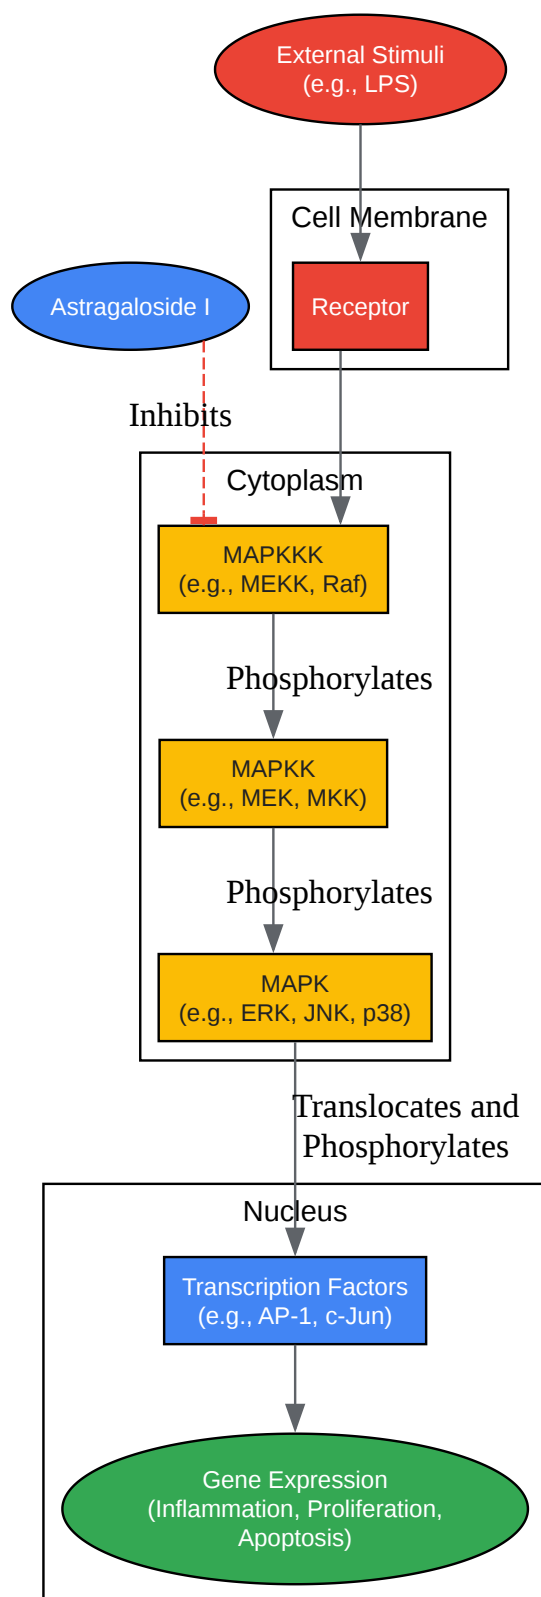 External Stimuli
(e.g., LPS)
Cell Membrane
Astragaloside I
Receptor
Inhibits
Cytoplasm
MAPKKK
(e.g., MEKK, Raf)
Phosphorylates
MAPKK
(e.g., MEK, MKK)
Phosphorylates
MAPK
(e.g., ERK, JNK, p38)
Translocates and
Phosphorylates
Nucleus
Transcription Factors
(e.g., AP-1, c-Jun)
Gene Expression
(Inflammation, Proliferation,
Apoptosis)